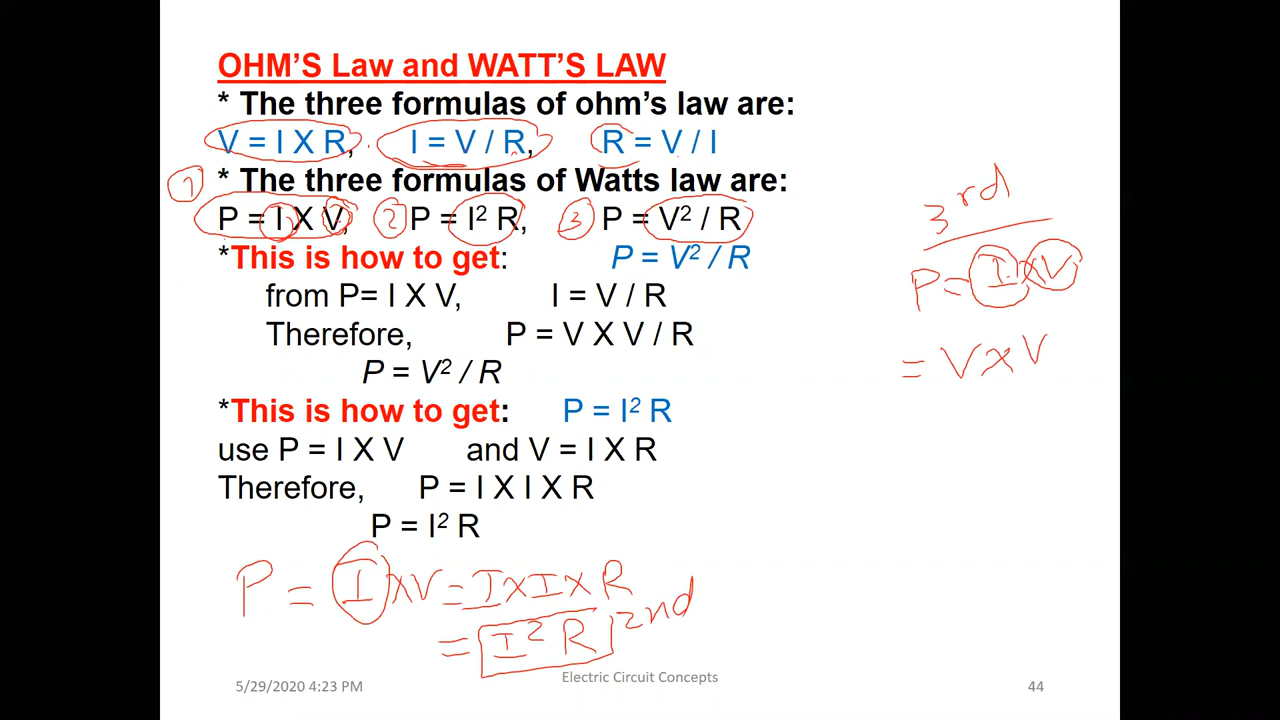 OHM'S Law and WATT'S LAW
* The three formulas of ohm's law are:
V = I X R, I = V / R, R = V / I
1 * The three formulas of Watts law are:
P = I X V, 2 P = I² R, 3 P = V² / R
*This is how to get: P = V² / R
from P= I X V, I = V / R
Therefore, P = V X V / R
P = V² / R
*This is how to get: P = I² R
use P = I X V and V = I X R
Therefore, P = I X I X R
P = I² R
P = I x V = I x I x R
= I² R 2nd
3rd
P = I x V
= V x V
Electric Circuit Concepts
5/29/2020 4:23 PM
44